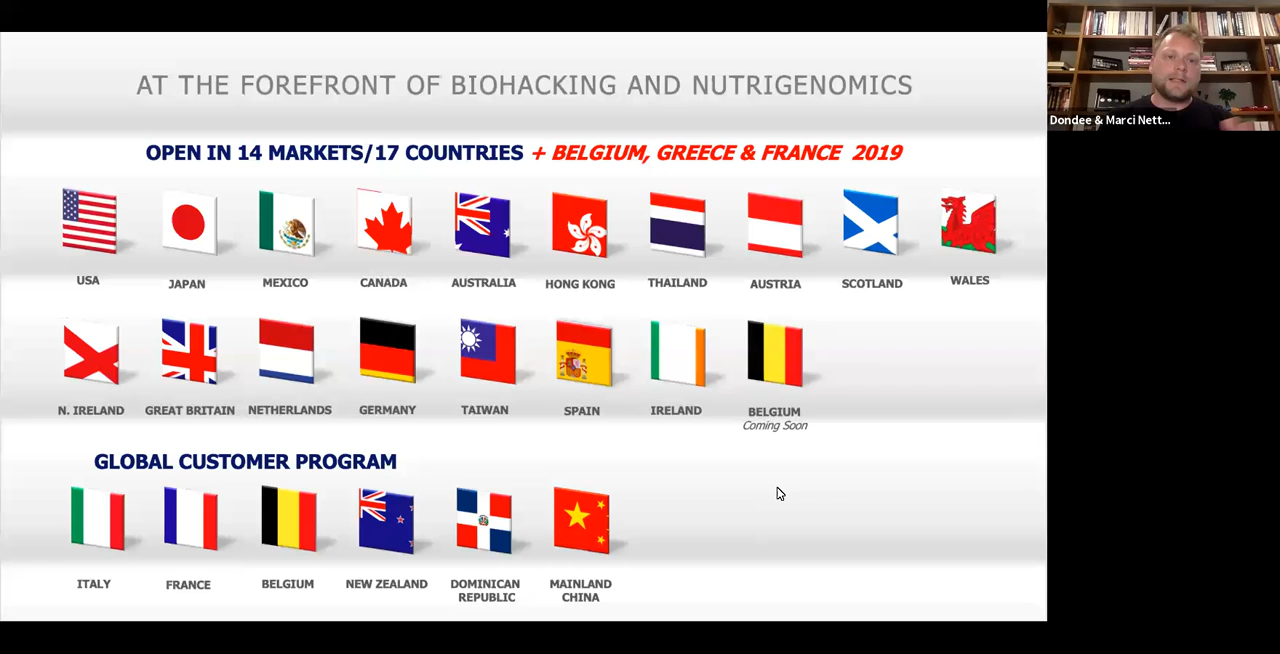 AT THE FOREFRONT OF BIOHACKING AND NUTRIGENOMICS
OPEN IN 14 MARKETS/17 COUNTRIES + BELGIUM, GREECE & FRANCE 2019
USA JAPAN MEXICO CANADA AUSTRALIA HONG KONG THAILAND AUSTRIA SCOTLAND WALES
N. IRELAND GREAT BRITAIN NETHERLANDS GERMANY TAIWAN SPAIN IRELAND BELGIUM
Coming Soon
GLOBAL CUSTOMER PROGRAM
ITALY FRANCE BELGIUM NEW ZEALAND DOMINICAN MAINLAND
REPUBLIC CHINA
Dondee & Marci Nett...